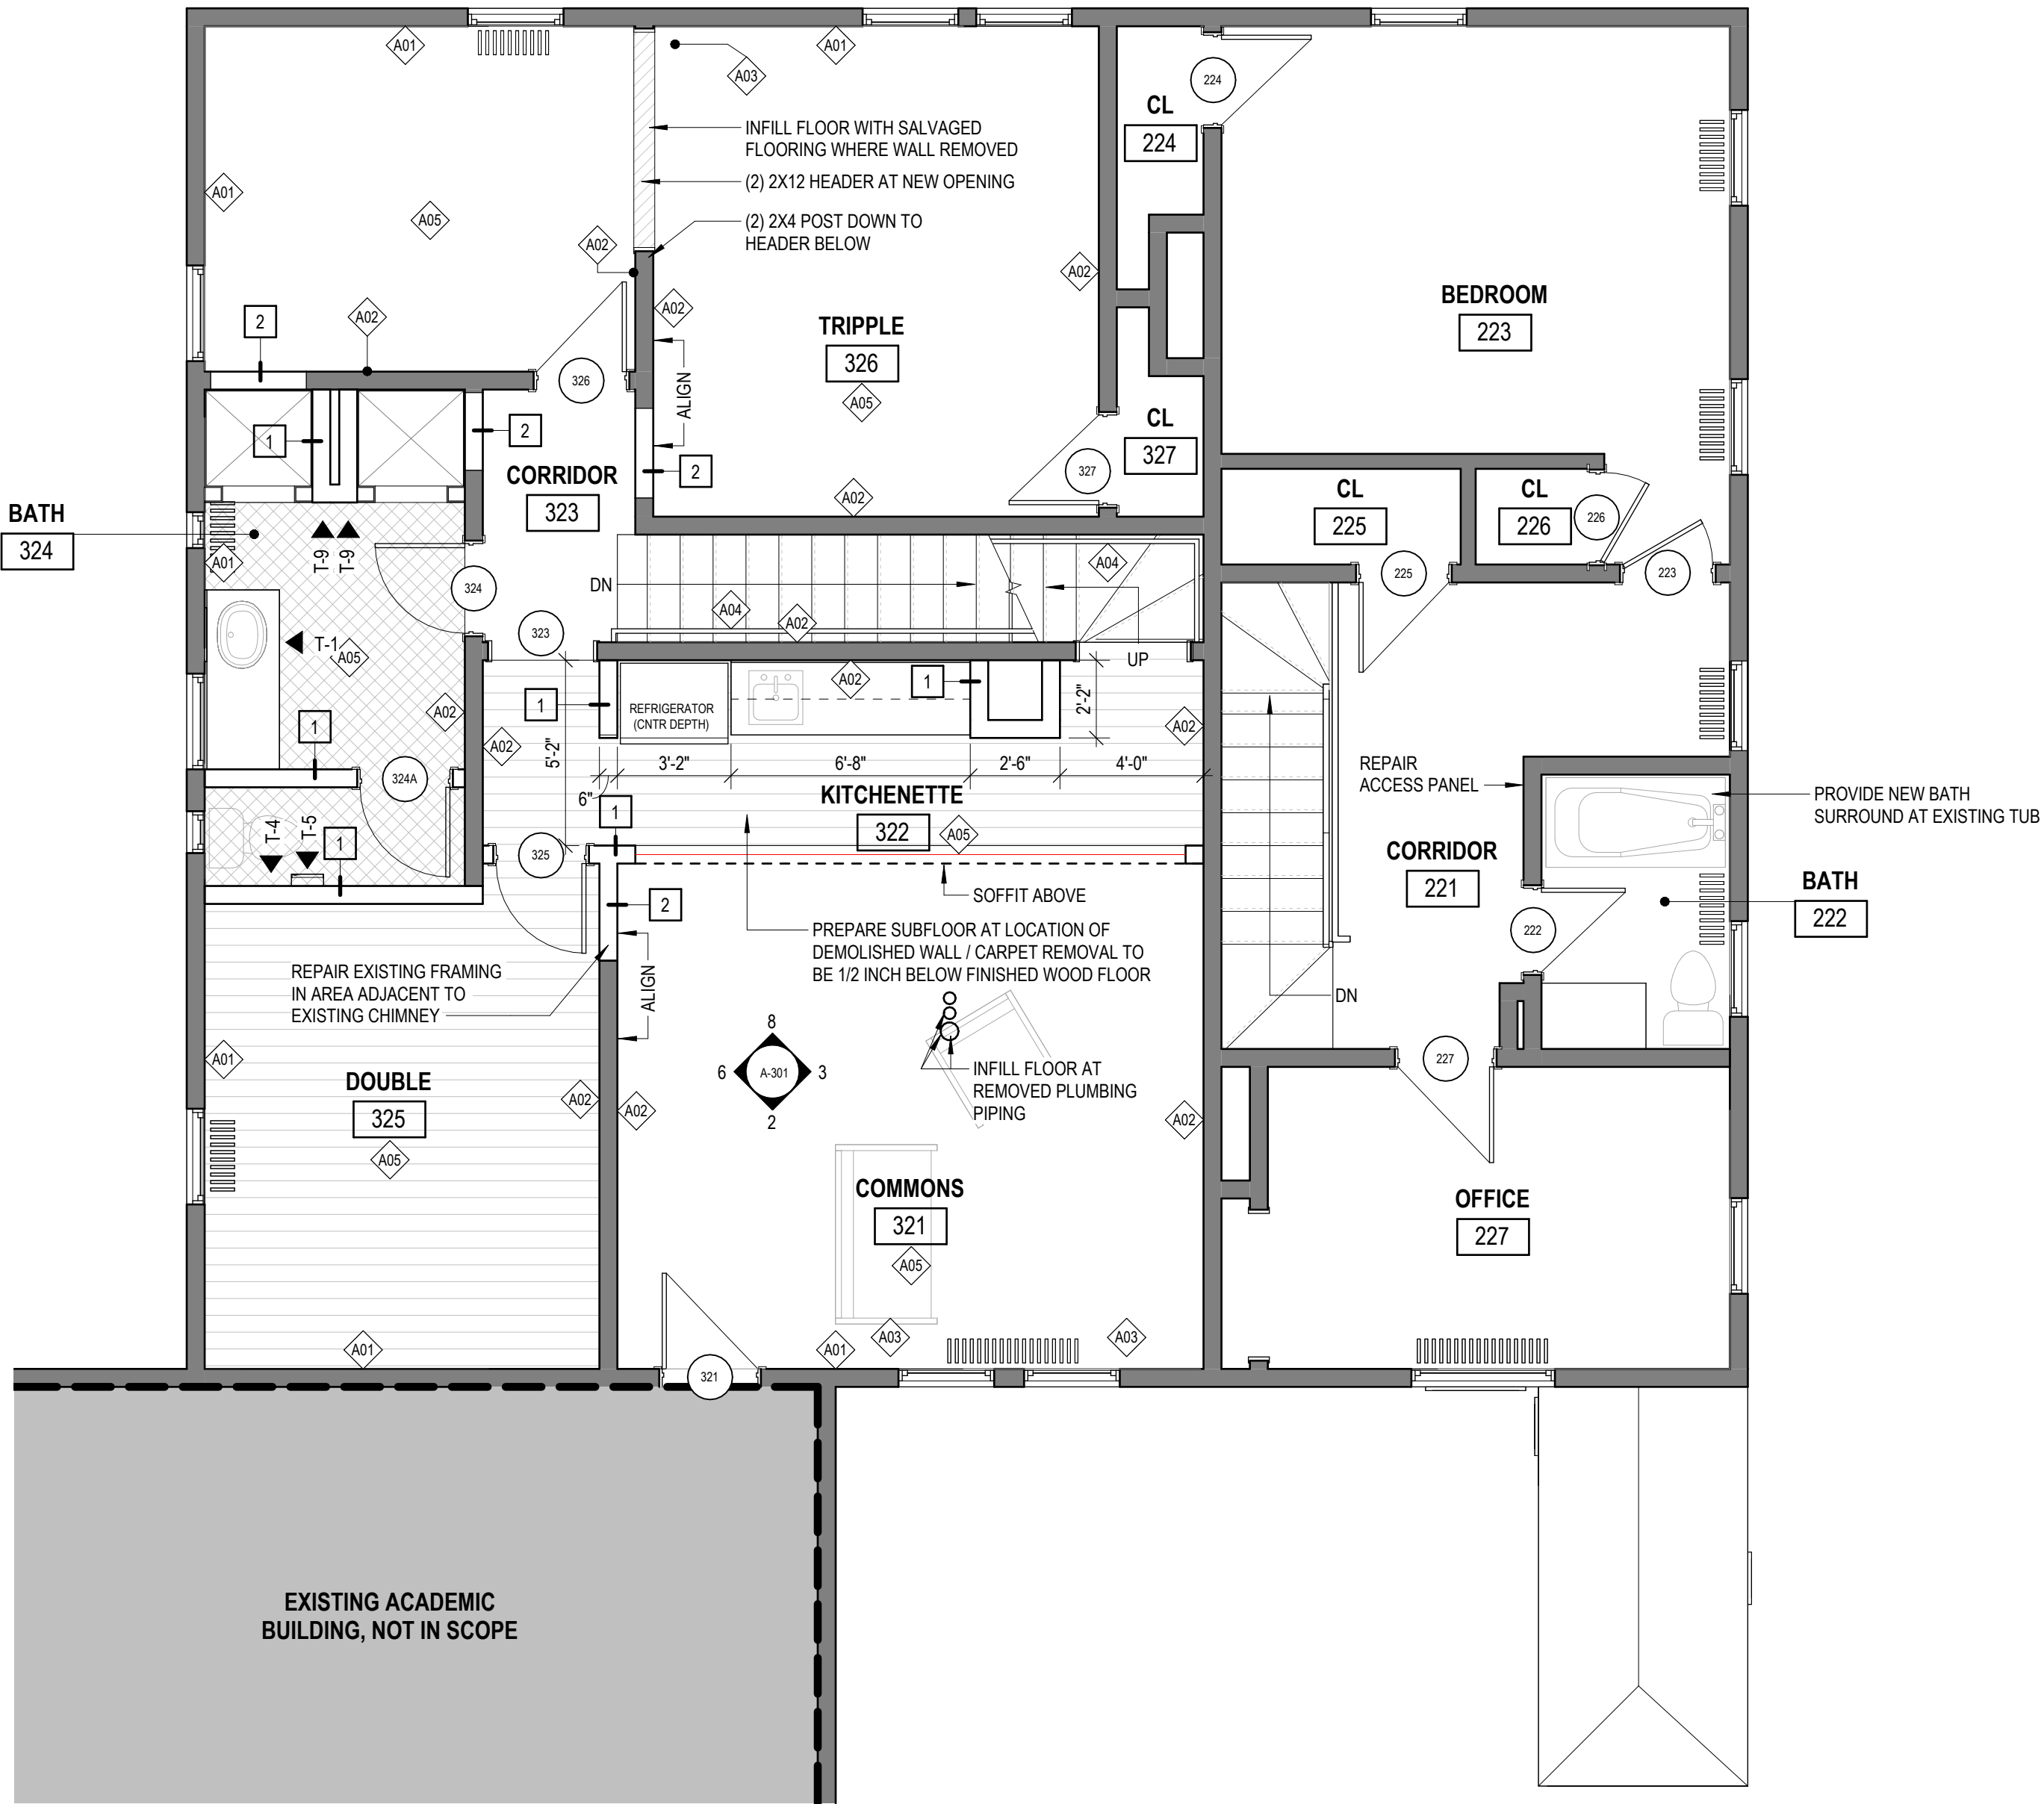 A01
A01
224
A03
CL
224
INFILL FLOOR WITH SALVAGED
FLOORING WHERE WALL REMOVED
(2) 2X12 HEADER AT NEW OPENING
A01
A05
(2) 2X4 POST DOWN TO
HEADER BELOW
A02
A02
BEDROOM
223
A02
A02
2
TRIPPLE
326
A05
326
ALIGN
CL
327
1
2
2
327
CORRIDOR
323
A02
CL
225
CL
226
226
BATH
324
T-9
T-9
A01
324
DN
A04
A04
A02
225
223
323
T-1
A05
UP
1
REFRIGERATOR
(CNTR DEPTH)
A02
1
2'-2"
A02
A02
1
A02
5'-2"
3'-2"
6'-8"
2'-6"
4'-0"
6"
324A
REPAIR
ACCESS PANEL
PROVIDE NEW BATH
SURROUND AT EXISTING TUB
KITCHENETTE
322
A05
1
T-4
T-5
1
325
CORRIDOR
221
BATH
222
SOFFIT ABOVE
2
222
PREPARE SUBFLOOR AT LOCATION OF
DEMOLISHED WALL / CARPET REMOVAL TO
BE 1/2 INCH BELOW FINISHED WOOD FLOOR
REPAIR EXISTING FRAMING
IN AREA ADJACENT TO
EXISTING CHIMNEY
ALIGN
DN
8
6
A-301
3
2
INFILL FLOOR AT
REMOVED PLUMBING
PIPING
227
A01
DOUBLE
325
A05
A02
A02
A02
COMMONS
321
A05
OFFICE
227
A01
A01
A03
A03
321
EXISTING ACADEMIC
BUILDING, NOT IN SCOPE